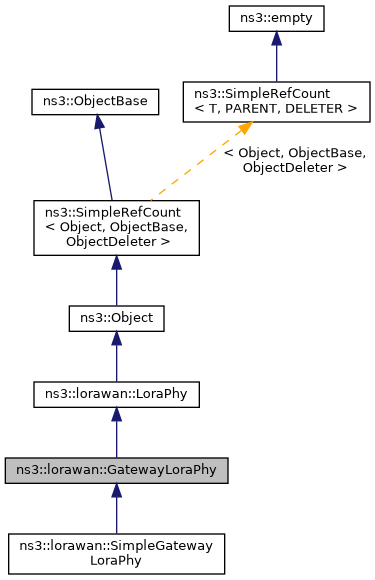 ns3::empty
ns3::SimpleRefCount
< T, PARENT, DELETER >
ns3::ObjectBase
< Object, ObjectBase,
ObjectDeleter >
ns3::SimpleRefCount
< Object, ObjectBase,
ObjectDeleter >
ns3::Object
ns3::lorawan::LoraPhy
ns3::lorawan::GatewayLoraPhy
ns3::lorawan::SimpleGateway
LoraPhy